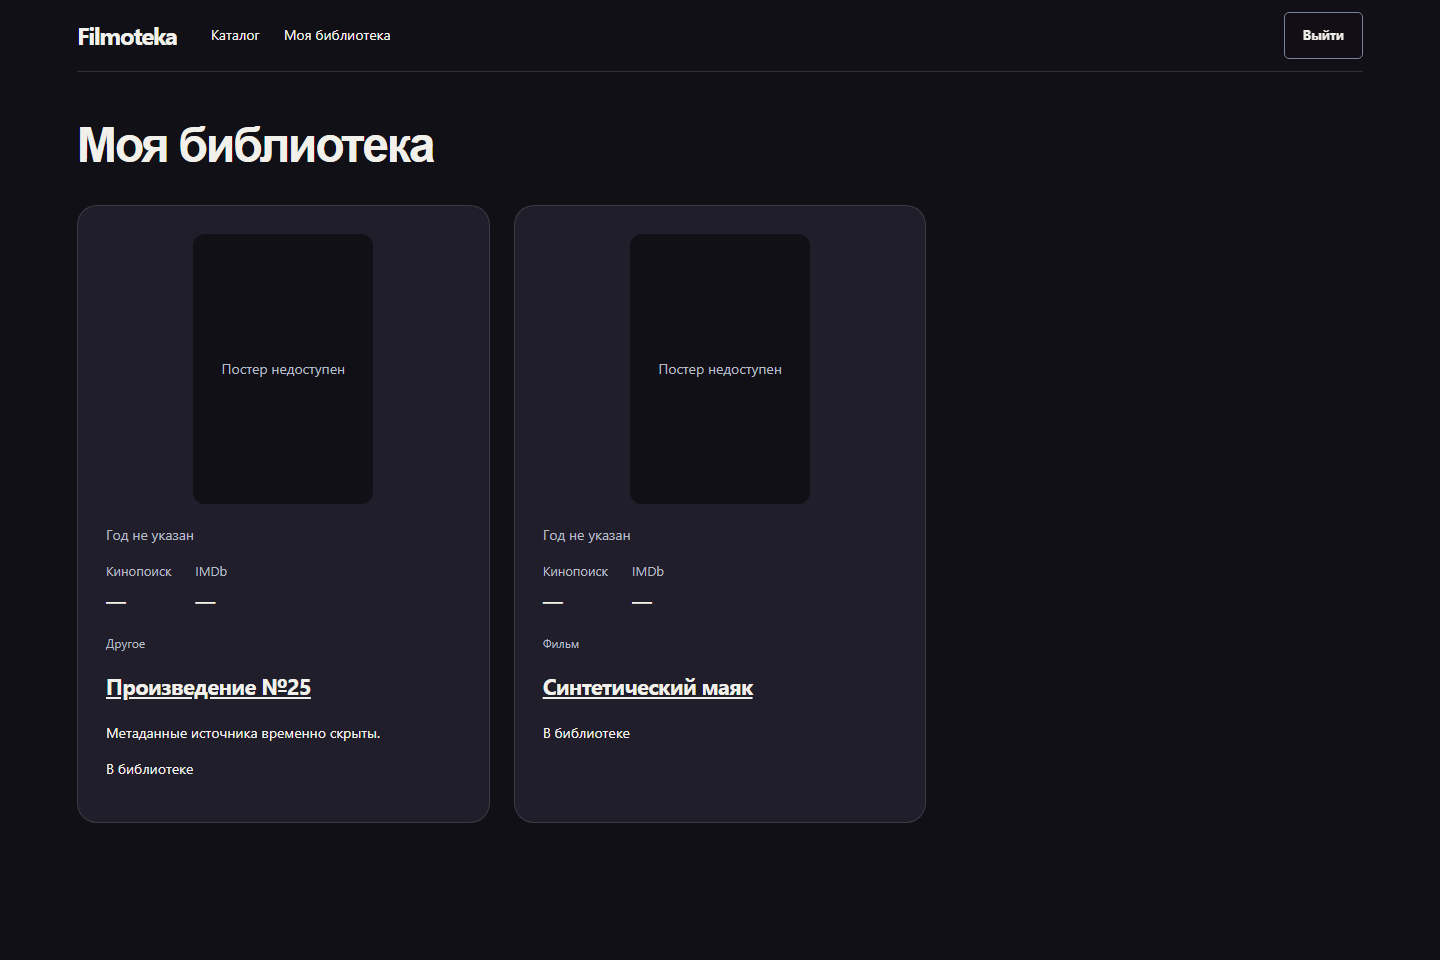 Filmoteka
Каталог
Моя библиотека
Выйти
Моя библиотека
Постер недоступен
Год не указан
Кинопоиск IMDb
— —
Другое
Произведение №25
Метаданные источника временно скрыты.
В библиотеке
Постер недоступен
Год не указан
Кинопоиск IMDb
— —
Фильм
Синтетический маяк
В библиотеке